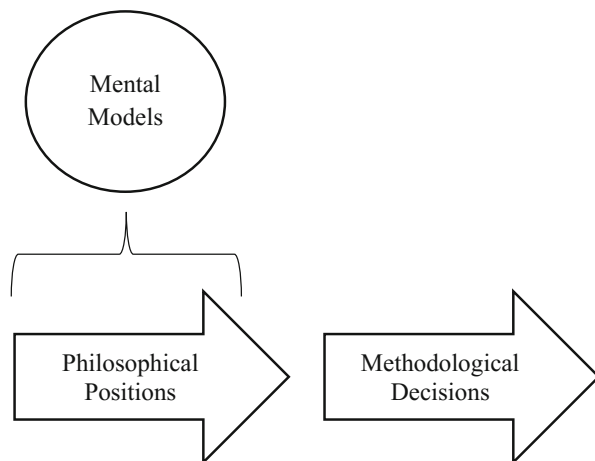 Mental
Models
Philosophical
Positions
Methodological
Decisions